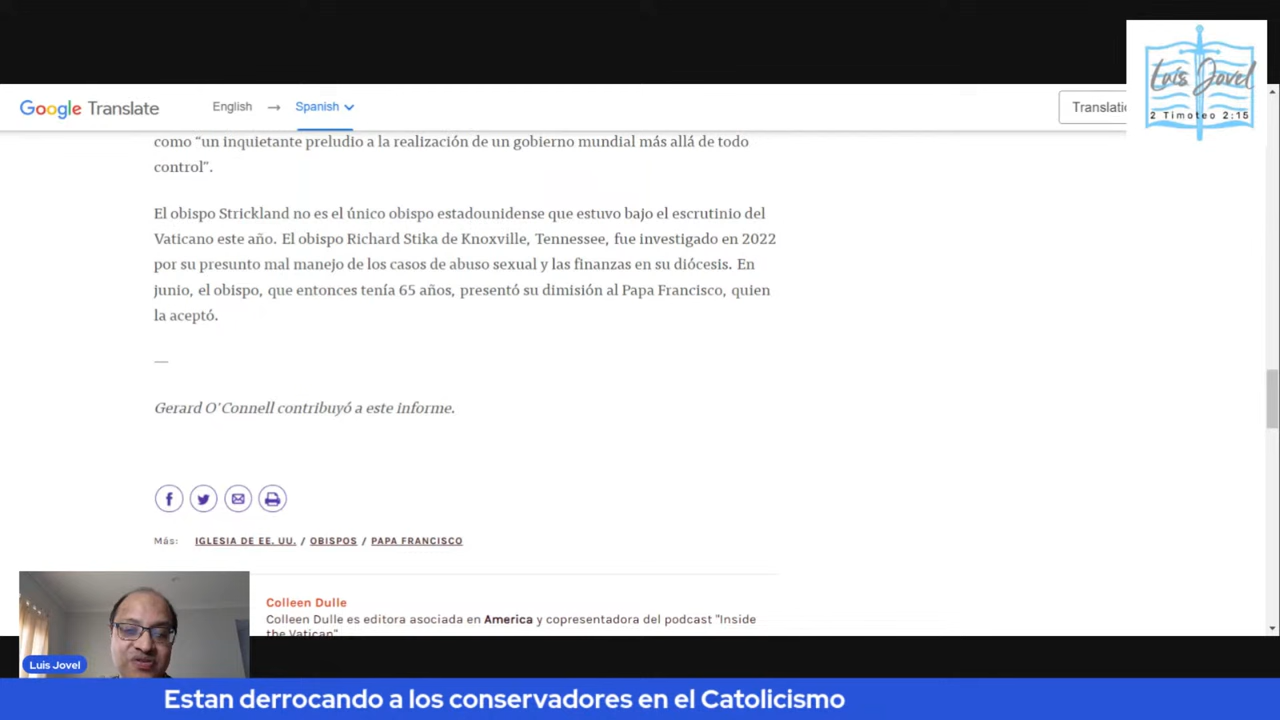 Luis Jovel
2 Timoteo 2:15
Google Translate
English → Spanish
Translatio
como “un inquietante preludio a la realización de un gobierno mundial más allá de todo
control”.
El obispo Strickland no es el único obispo estadounidense que estuvo bajo el escrutinio del
Vaticano este año. El obispo Richard Stika de Knoxville, Tennessee, fue investigado en 2022
por su presunto mal manejo de los casos de abuso sexual y las finanzas en su diócesis. En
junio, el obispo, que entonces tenía 65 años, presentó su dimisión al Papa Francisco, quien
la aceptó.
—
Gerard O'Connell contribuyó a este informe.
Más: IGLESIA DE EE. UU. / OBISPOS / PAPA FRANCISCO
Colleen Dulle
Colleen Dulle es editora asociada en America y copresentadora del podcast "Inside
the Vatican"
Luis Jovel
Estan derrocando a los conservadores en el Catolicismo